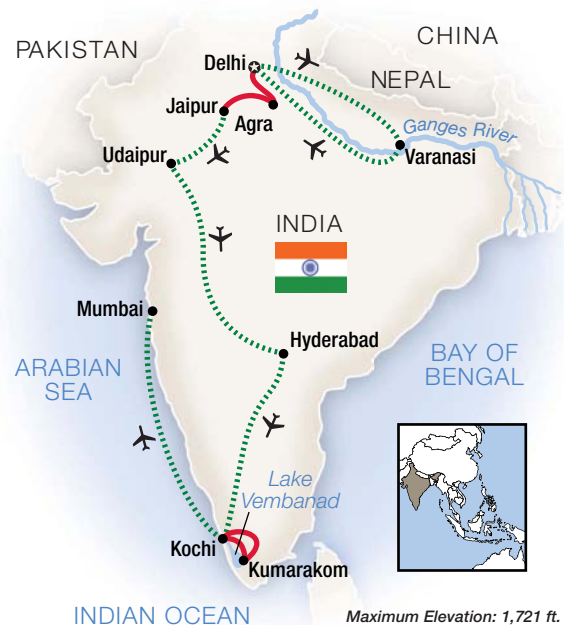 PAKISTAN
CHINA
Delhi
NEPAL
Jaipur
Agra
Ganges River
Udaipur
Varanasi
INDIA
Mumbai
Hyderabad
ARABIAN
SEA
BAY OF
BENGAL
Lake
Vembanad
Kochi
Kumarakom
INDIAN OCEAN
Maximum Elevation: 1,721 ft.